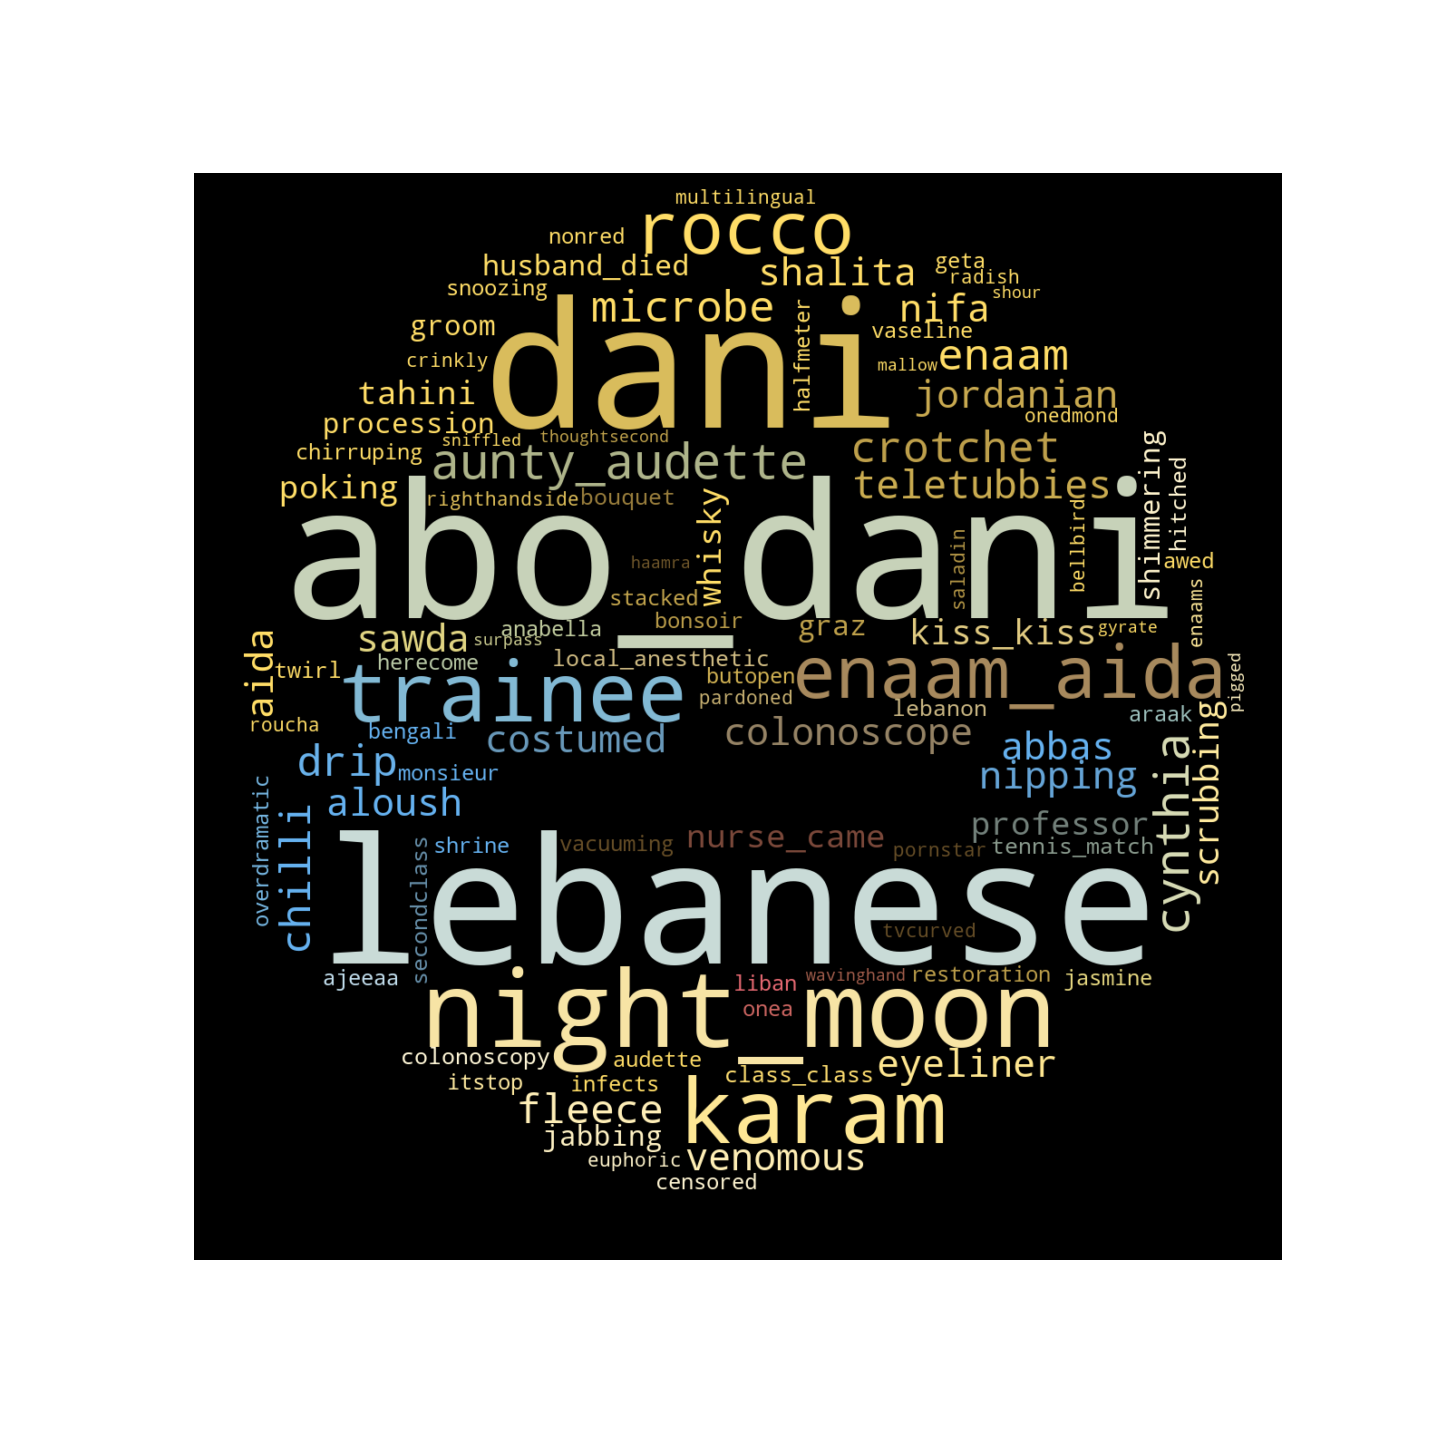 multilingual
rocco
nonred
husband_died
shalita
geta
radish
snoozing
shour
microbe
halfmeter
nifa
groom
dani
vaseline
crinkly
mallow
enaam
tahini
jordanian
procession
onedmond
sniffled
thoughtsecond
chirruping
aunty_audette
crotchet
shimmering
hitched
poking
righthandside
bouquet
teletubbies
whisky
bellbird
abo_dani
saladin
haamra
awed
stacked
enaams
bonsoir
anabella
sawda
surpass
graz
kiss_kiss
gyrate
aida
twirl
herecome
local_anesthetic
trainee
butopen
enaam_aida
pigged
pardoned
lebanon
araak
roucha
bengali
costumed
colonoscope
abbas
scrubbing
cynthia
drip
monsieur
nipping
overdramatic
aloush
chilli
professor
secondclass
shrine
vacuuming
nurse_came
pornstar
tennis_match
lebanese
tvcurved
ajeeaa
liban
wavinghand
restoration
jasmine
night_moon
onea
colonoscopy
audette
eyeliner
itstop
infects
class_class
fleece
karam
jabbing
euphoric
venomous
censored